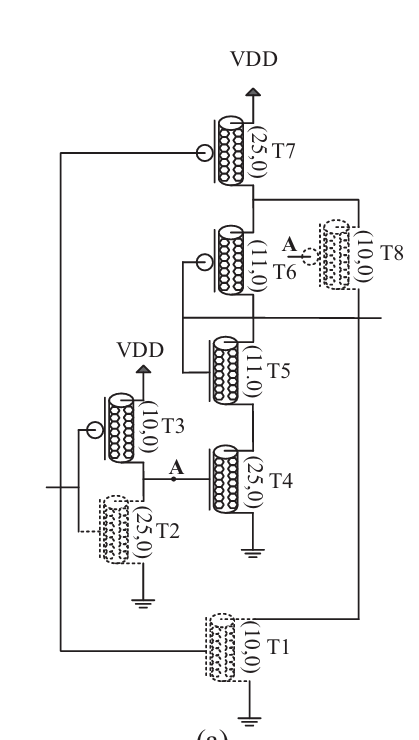 VDD
(25,0) T7
A
(11,0) T6
(10,0) T8
VDD
(11.0) T5
(10,0) T3
A
(25,0) T4
(25,0) T2
(10,0) T1